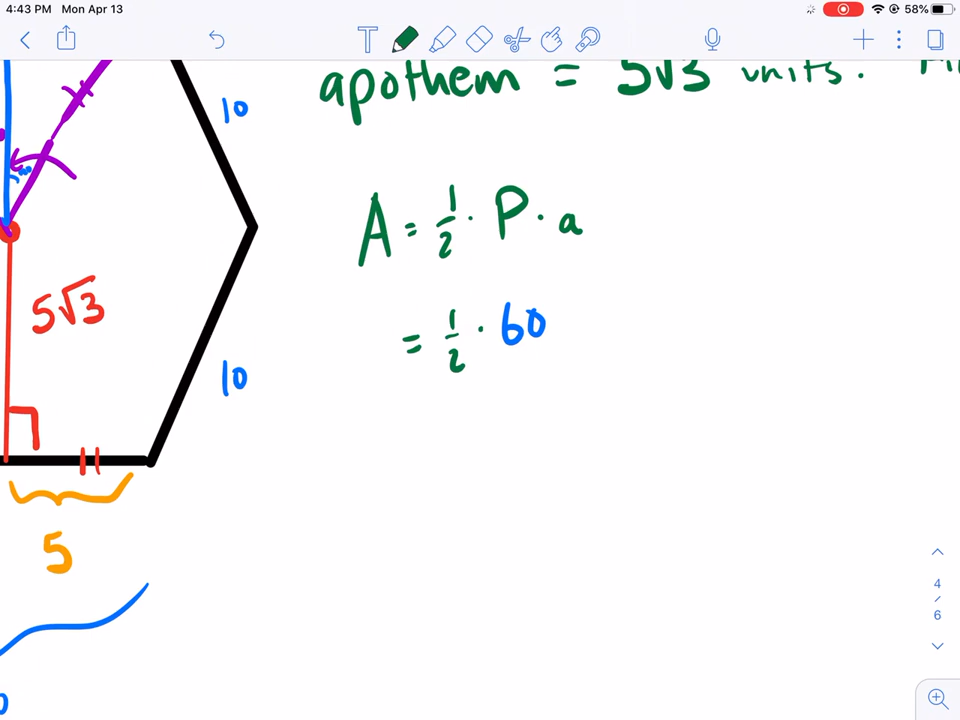 4:43 PM Mon Apr 13
58%
T
apothem = 5√3 units.
10
A = 1/2 · P · a
5√3
= 1/2 · 60
10
5
4
/
6